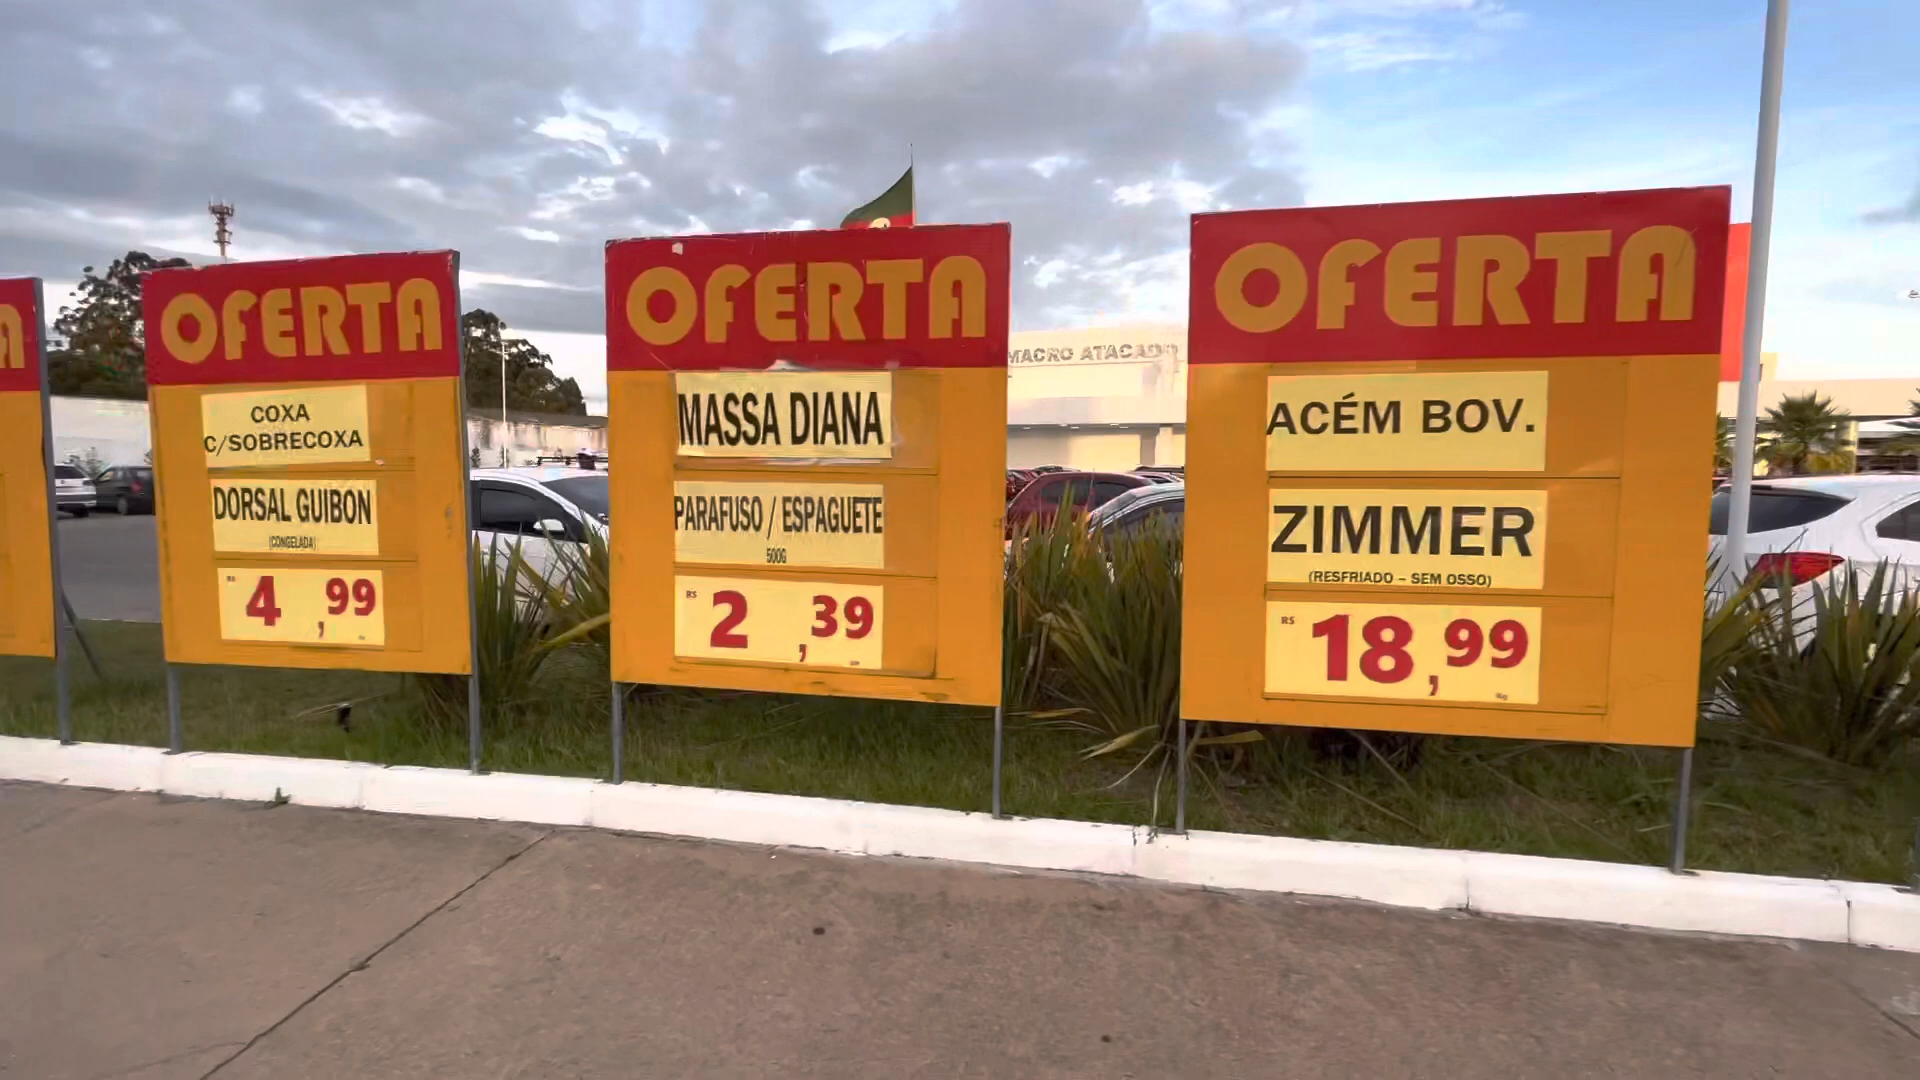 A
OFERTA
COXA
C/SOBRECOXA
DORSAL GUIBON
(CONGELADA)
R$ 4,99
OFERTA
MASSA DIANA
PARAFUSO / ESPAGUETE
500G
R$ 2,39
MACRO ATACADO
OFERTA
ACÉM BOV.
ZIMMER
(RESFRIADO – SEM OSSO)
R$ 18,99
Kg